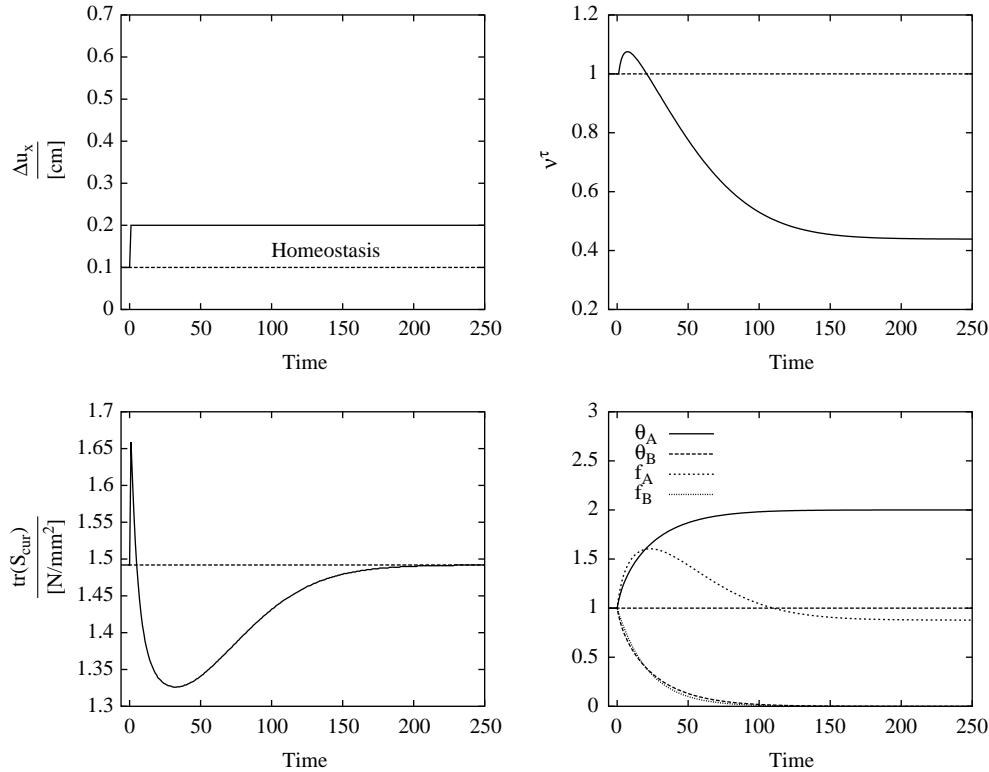 0.7
0.6
0.5
0.4
0.3
0.2
0.1
0
Δu_x
[cm]
Homeostasis
0 50 100 150 200 250
Time
1.2
1
0.8
0.6
0.4
0.2
ν^τ
0 50 100 150 200 250
Time
1.7
1.65
1.6
1.55
1.5
1.45
1.4
1.35
1.3
tr(S_cur)
[N/mm²]
0 50 100 150 200 250
Time
3
2.5
2
1.5
1
0.5
0
θ_A
θ_B
f_A
f_B
0 50 100 150 200 250
Time